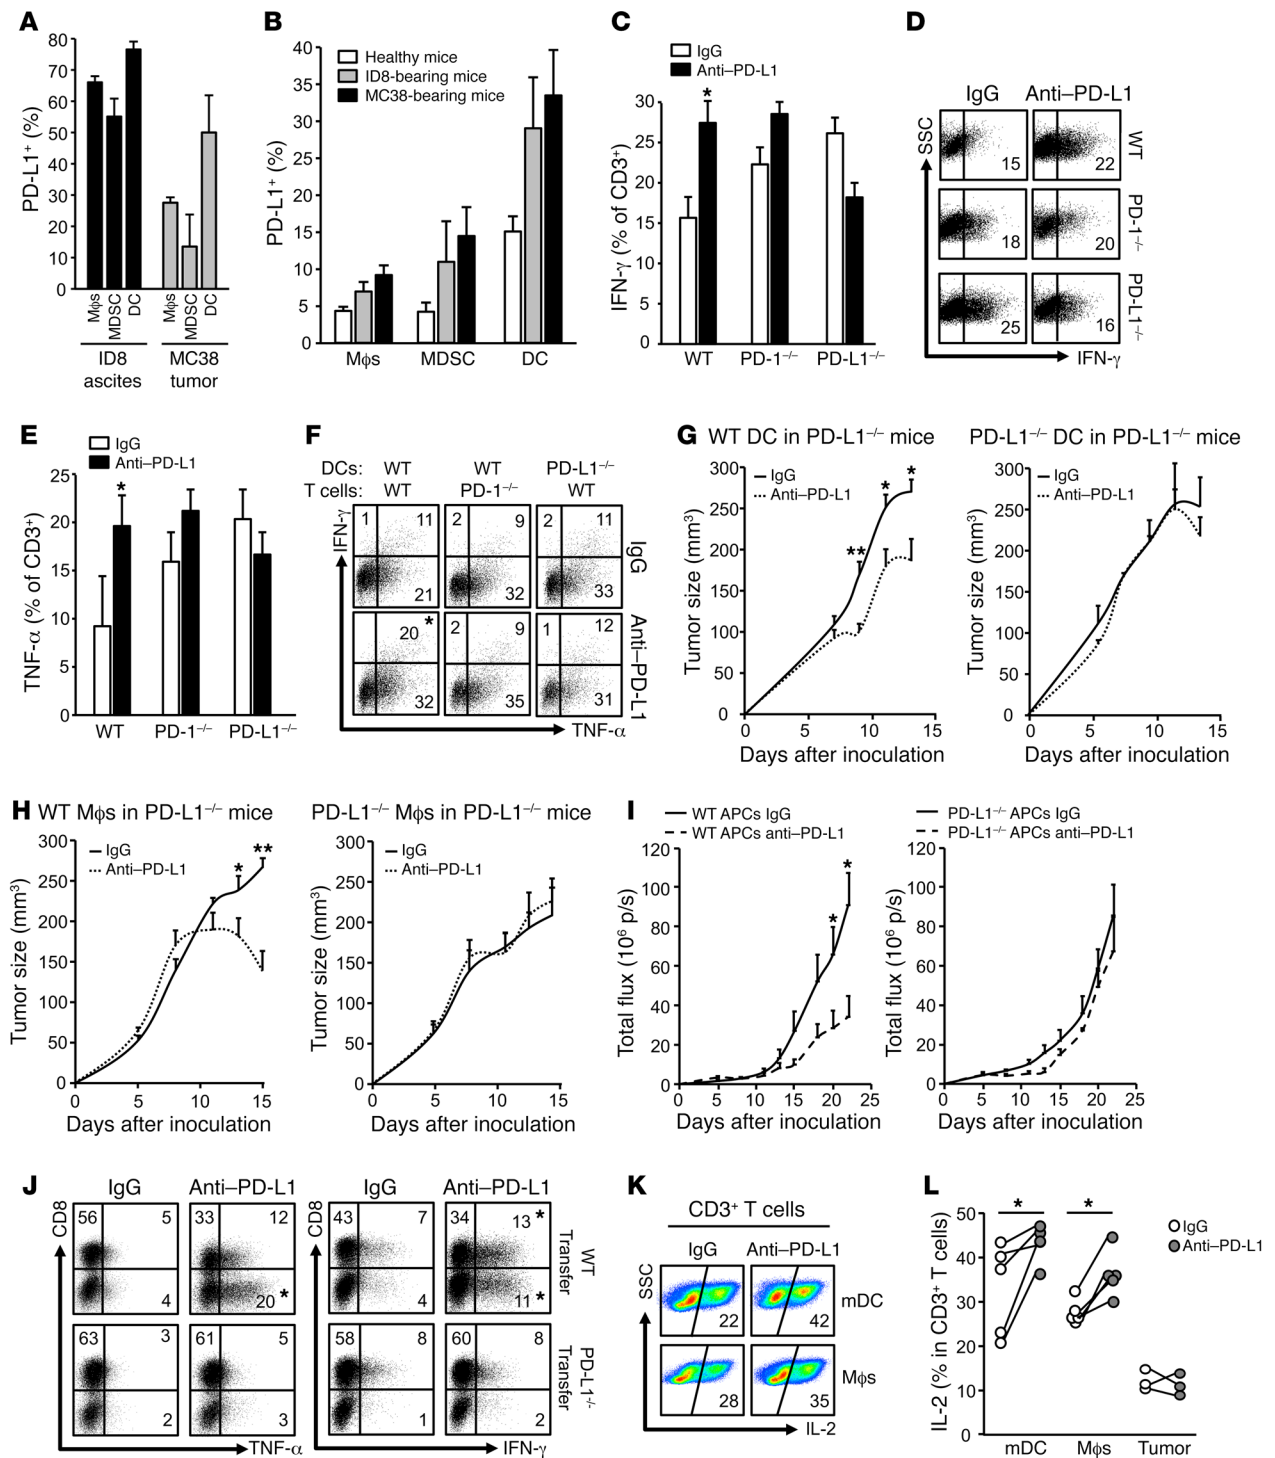 A
PD-L1+ (%)
80
70
60
50
40
30
20
10
0
Mϕs
MDSC
DC
Mϕs
MDSC
DC
ID8 ascites
MC38 tumor
B
PD-L1+ (%)
40
35
30
25
20
15
10
5
0
Healthy mice
ID8-bearing mice
MC38-bearing mice
Mϕs
MDSC
DC
C
IgG
Anti–PD-L1
IFN-γ (% of CD3+)
30
25
20
15
10
5
0
*
WT
PD-1–/–
PD-L1–/–
D
IgG
Anti–PD-L1
SSC
15
22
WT
18
20
PD-1–/–
25
16
PD-L1–/–
IFN-γ
E
IgG
Anti–PD-L1
TNF-α (% of CD3+)
25
20
15
10
5
0
*
WT
PD-1–/–
PD-L1–/–
F
DCs: WT WT PD-L1–/–
T cells: WT PD-1–/– WT
IFN-γ
1 11 2 9 2 11
21 32 33
IgG
20 * 2 9 1 12
32 35 31
Anti–PD-L1
TNF-α
G
WT DC in PD-L1–/– mice
Tumor size (mm3)
300
250
200
150
100
50
0
IgG
Anti–PD-L1
**
*
*
0 5 10 15
Days after inoculation
PD-L1–/– DC in PD-L1–/– mice
Tumor size (mm3)
300
250
200
150
100
50
0
IgG
Anti–PD-L1
0 5 10 15
Days after inoculation
H
WT Mϕs in PD-L1–/– mice
Tumor size (mm3)
300
250
200
150
100
50
0
IgG
Anti–PD-L1
*
**
0 5 10 15
Days after inoculation
PD-L1–/– Mϕs in PD-L1–/– mice
Tumor size (mm3)
300
250
200
150
100
50
0
IgG
Anti–PD-L1
0 5 10 15
Days after inoculation
I
WT APCs IgG
WT APCs anti–PD-L1
Total flux (106 p/s)
120
100
80
60
40
20
0
*
*
0 5 10 15 20 25
Days after inoculation
PD-L1–/– APCs IgG
PD-L1–/– APCs anti–PD-L1
Total flux (106 p/s)
120
100
80
60
40
20
0
0 5 10 15 20 25
Days after inoculation
J
IgG
Anti–PD-L1
CD8
56 5 33 12
4 20 *
63 3 61 5
2 3
TNF-α
IgG
Anti–PD-L1
CD8
43 7 34 13 *
4 11 *
WT Transfer
58 8 60 8
1 2
PD-L1-/- Transfer
IFN-γ
K
CD3+ T cells
IgG
Anti–PD-L1
SSC
22
42
mDC
28
35
Mϕs
IL-2
L
IL-2 (% in CD3+ T cells)
50
40
30
20
10
0
*
*
IgG
Anti–PD-L1
mDC
Mϕs
Tumor